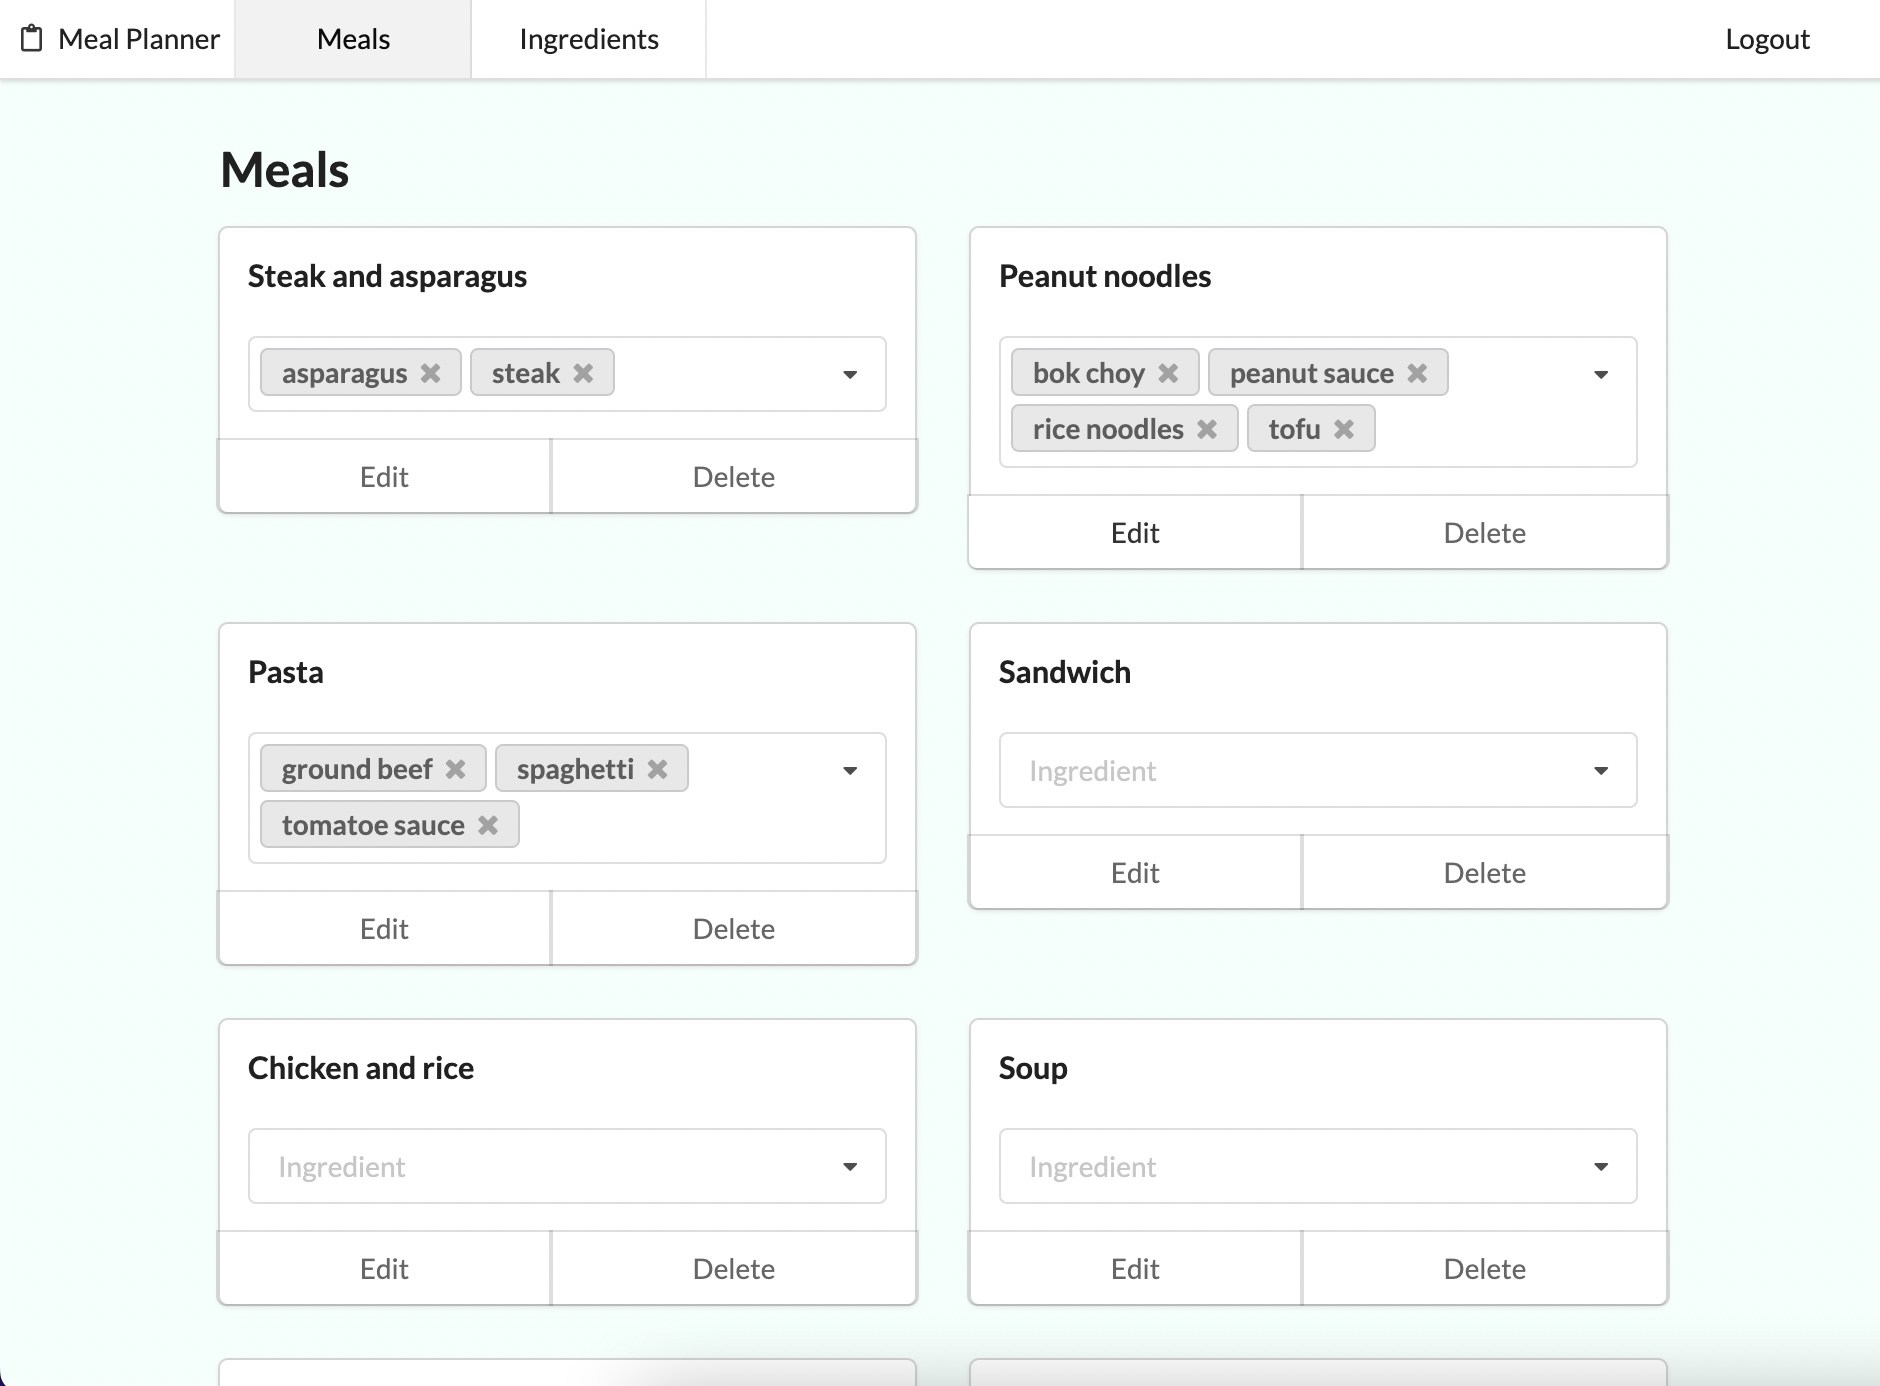 Meal Planner Meals Ingredients Logout
Meals
Steak and asparagus
asparagus steak
Edit Delete
Peanut noodles
bok choy peanut sauce
rice noodles tofu
Edit Delete
Pasta
ground beef spaghetti
tomatoe sauce
Edit Delete
Sandwich
Ingredient
Edit Delete
Chicken and rice
Ingredient
Edit Delete
Soup
Ingredient
Edit Delete